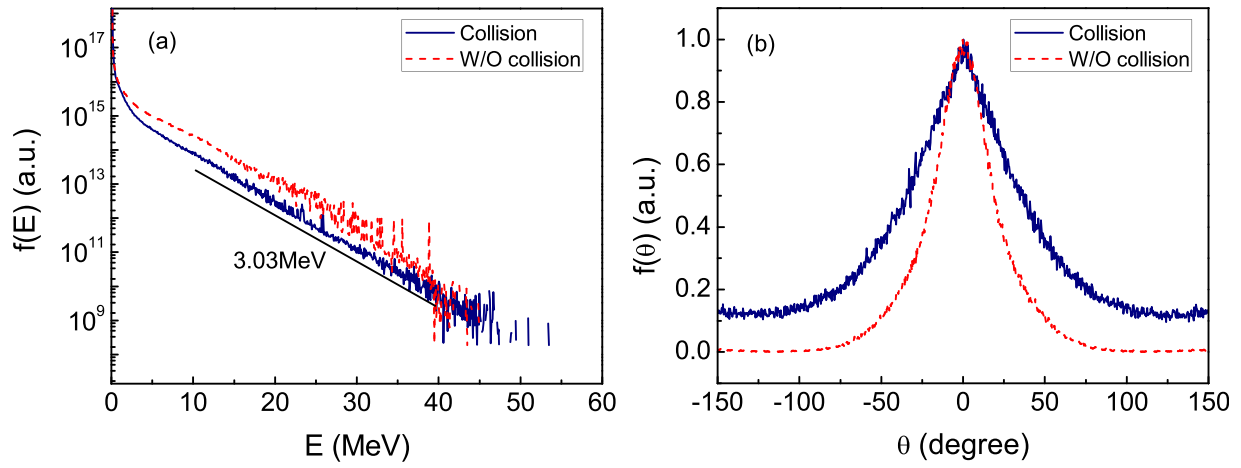 (a)
Collision
W/O collision
10^17
10^15
10^13
10^11
10^9
f(E) (a.u.)
3.03MeV
0 10 20 30 40 50 60
E (MeV)
(b)
Collision
W/O collision
1.0
0.8
0.6
0.4
0.2
0.0
f(θ) (a.u.)
-150 -100 -50 0 50 100 150
θ (degree)